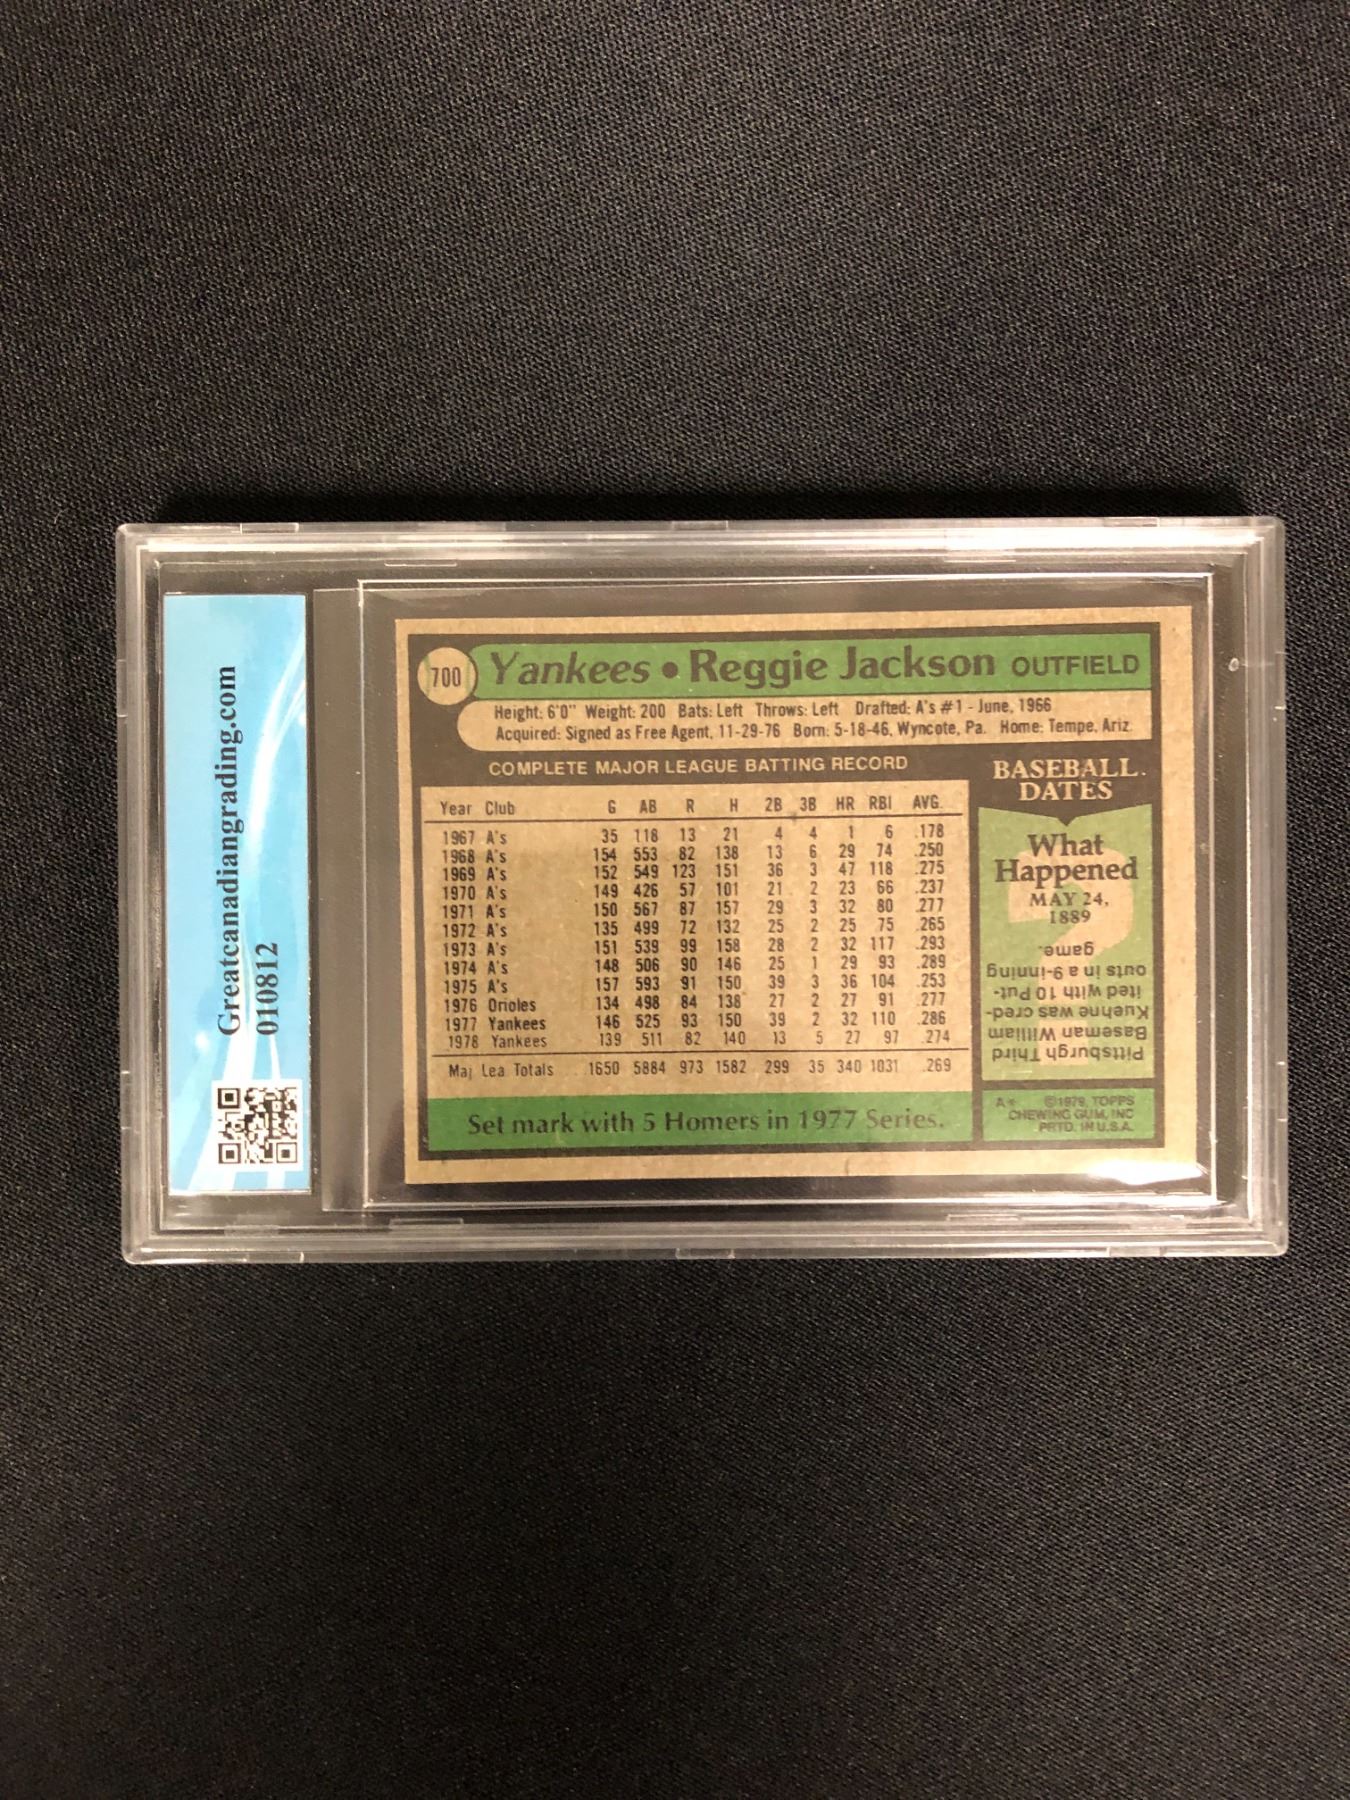 Greatcanadiangrading.com
010812
700 Yankees • Reggie Jackson OUTFIELD
Height: 6'0" Weight: 200 Bats: Left Throws: Left Drafted: A's #1 - June, 1966
Acquired: Signed as Free Agent, 11-29-76 Born: 5-18-46, Wyncote, Pa. Home: Tempe, Ariz.
COMPLETE MAJOR LEAGUE BATTING RECORD
Year Club G AB R H 2B 3B HR RBI AVG.
1967 A's 35 118 13 21 4 4 1 6 .178
1968 A's 154 553 82 138 13 6 29 74 .250
1969 A's 152 549 123 151 36 3 47 118 .275
1970 A's 149 426 57 101 21 2 23 66 .237
1971 A's 150 567 87 157 29 3 32 80 .277
1972 A's 135 499 72 132 25 2 25 75 .265
1973 A's 151 539 99 158 28 2 32 117 .293
1974 A's 148 506 90 146 25 1 29 93 .289
1975 A's 157 593 91 150 39 3 36 104 .253
1976 Orioles 134 498 84 138 27 2 27 91 .277
1977 Yankees 146 525 93 150 39 2 32 110 .286
1978 Yankees 139 511 82 140 13 5 27 97 .274
Maj Lea Totals 1650 5884 973 1582 299 35 340 1031 .269
Set mark with 5 Homers in 1977 Series.
BASEBALL
DATES
What
Happened
MAY 24,
1889
Pittsburgh Third
Baseman William
Kuehne was cred-
ited with 10 Put-
outs in a 9-inning
game.
A* ©1979, TOPPS
CHEWING GUM, INC
PRTD. IN U.S.A.